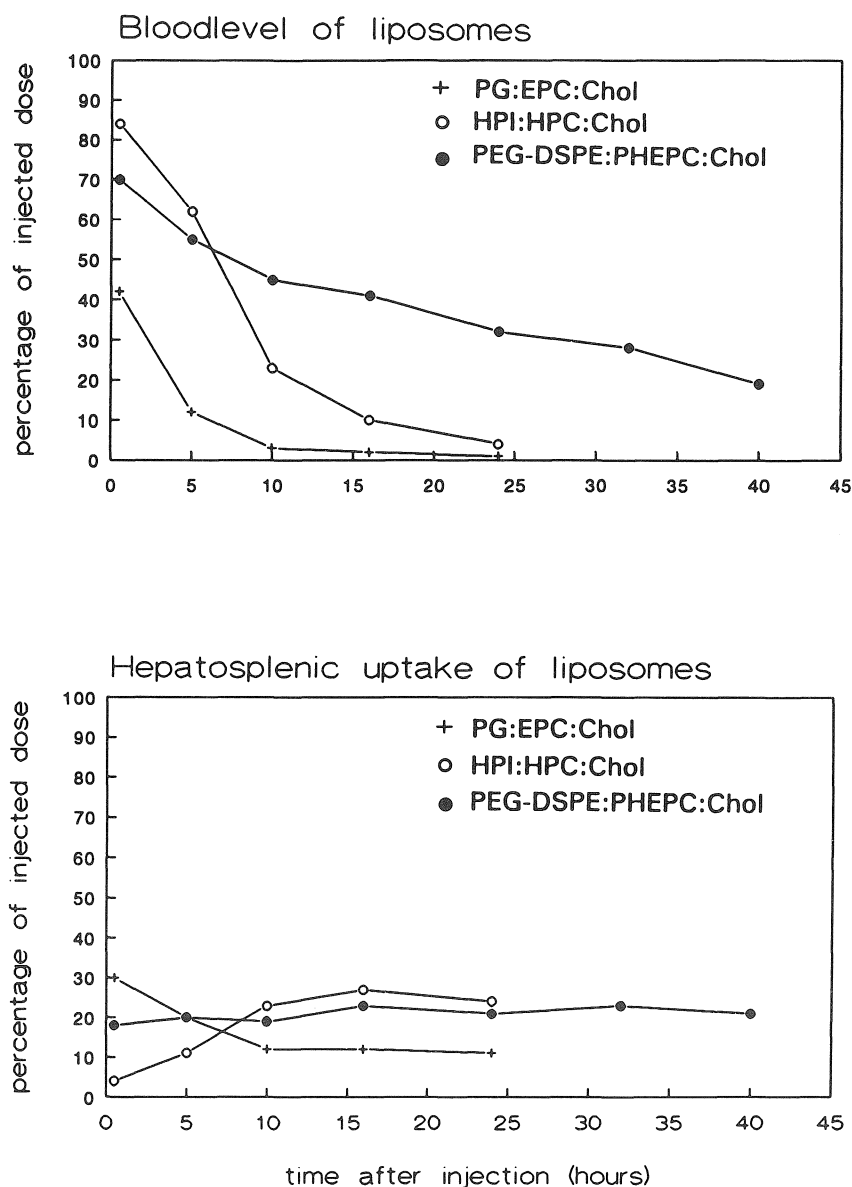 Bloodlevel of liposomes
percentage of injected dose
100
90
80
70
60
50
40
30
20
10
0
+ PG:EPC:Chol
o HPI:HPC:Chol
● PEG-DSPE:PHEPC:Chol
0 5 10 15 20 25 30 35 40 45
Hepatosplenic uptake of liposomes
percentage of injected dose
100
90
80
70
60
50
40
30
20
10
0
+ PG:EPC:Chol
o HPI:HPC:Chol
● PEG-DSPE:PHEPC:Chol
0 5 10 15 20 25 30 35 40 45
time after injection (hours)